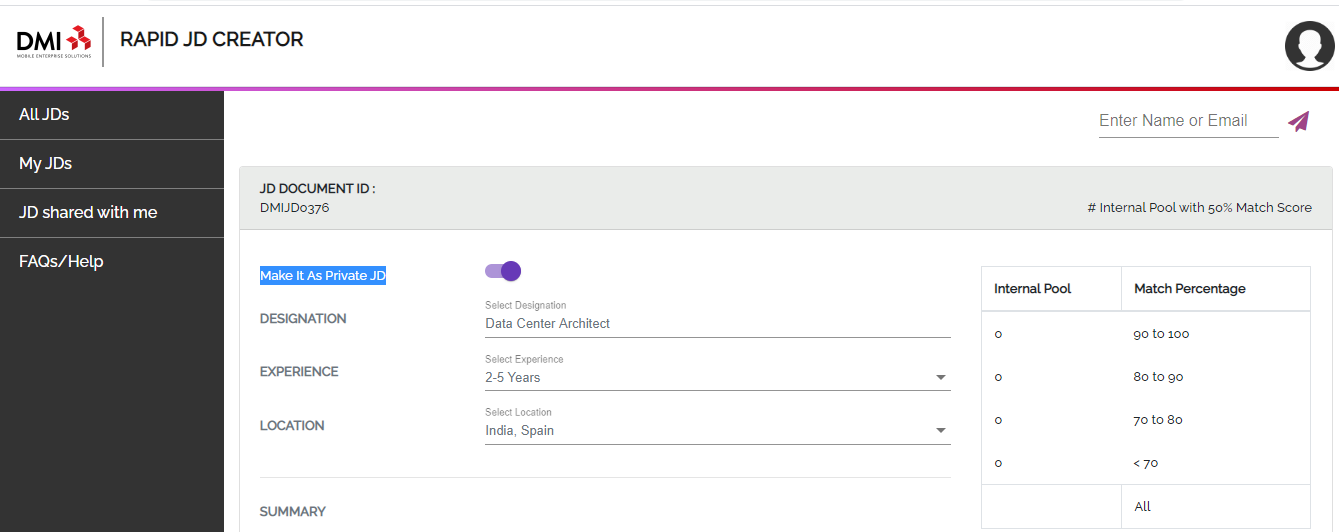 DMI
MOBILE ENTERPRISE SOLUTIONS
RAPID JD CREATOR
All JDs
My JDs
JD shared with me
FAQs/Help
Enter Name or Email
JD DOCUMENT ID :
DMIJD0376
# Internal Pool with 50% Match Score
Make It As Private JD
DESIGNATION
Select Designation
Data Center Architect
EXPERIENCE
Select Experience
2-5 Years
LOCATION
Select Location
India, Spain
SUMMARY
Internal Pool Match Percentage
0 90 to 100
0 80 to 90
0 70 to 80
0 < 70
All